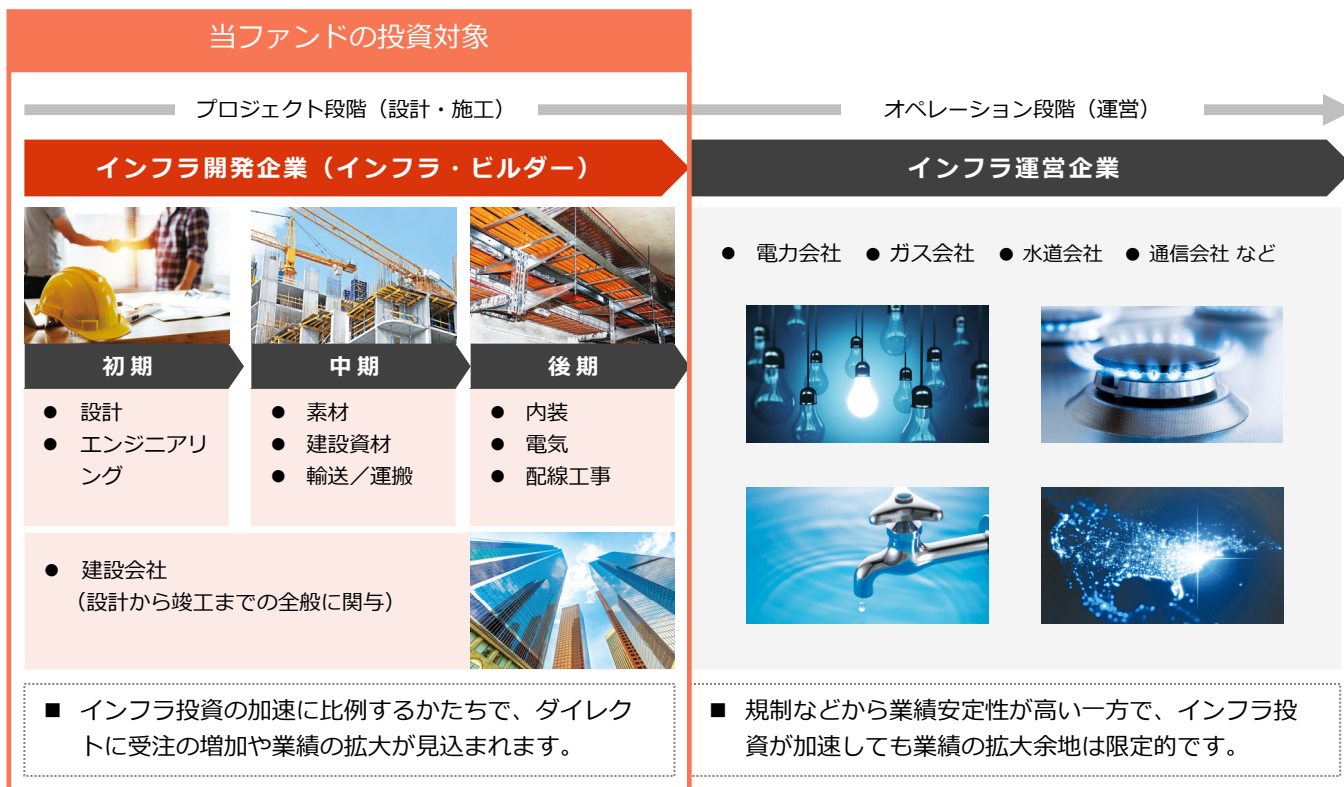 当ファンドの投資対象
プロジェクト段階（設計・施工）
オペレーション段階（運営）
インフラ開発企業（インフラ・ビルダー）
インフラ運営企業
初期
● 設計
● エンジニアリ
ング
中期
● 素材
● 建設資材
● 輸送／運搬
後期
● 内装
● 電気
● 配線工事
● 建設会社
（設計から竣工までの全般に関与）
■ インフラ投資の加速に比例するかたちで、ダイレク
トに受注の増加や業績の拡大が見込まれます。
● 電力会社 ● ガス会社 ● 水道会社 ● 通信会社 など
■ 規制などから業績安定性が高い一方で、インフラ投
資が加速しても業績の拡大余地は限定的です。